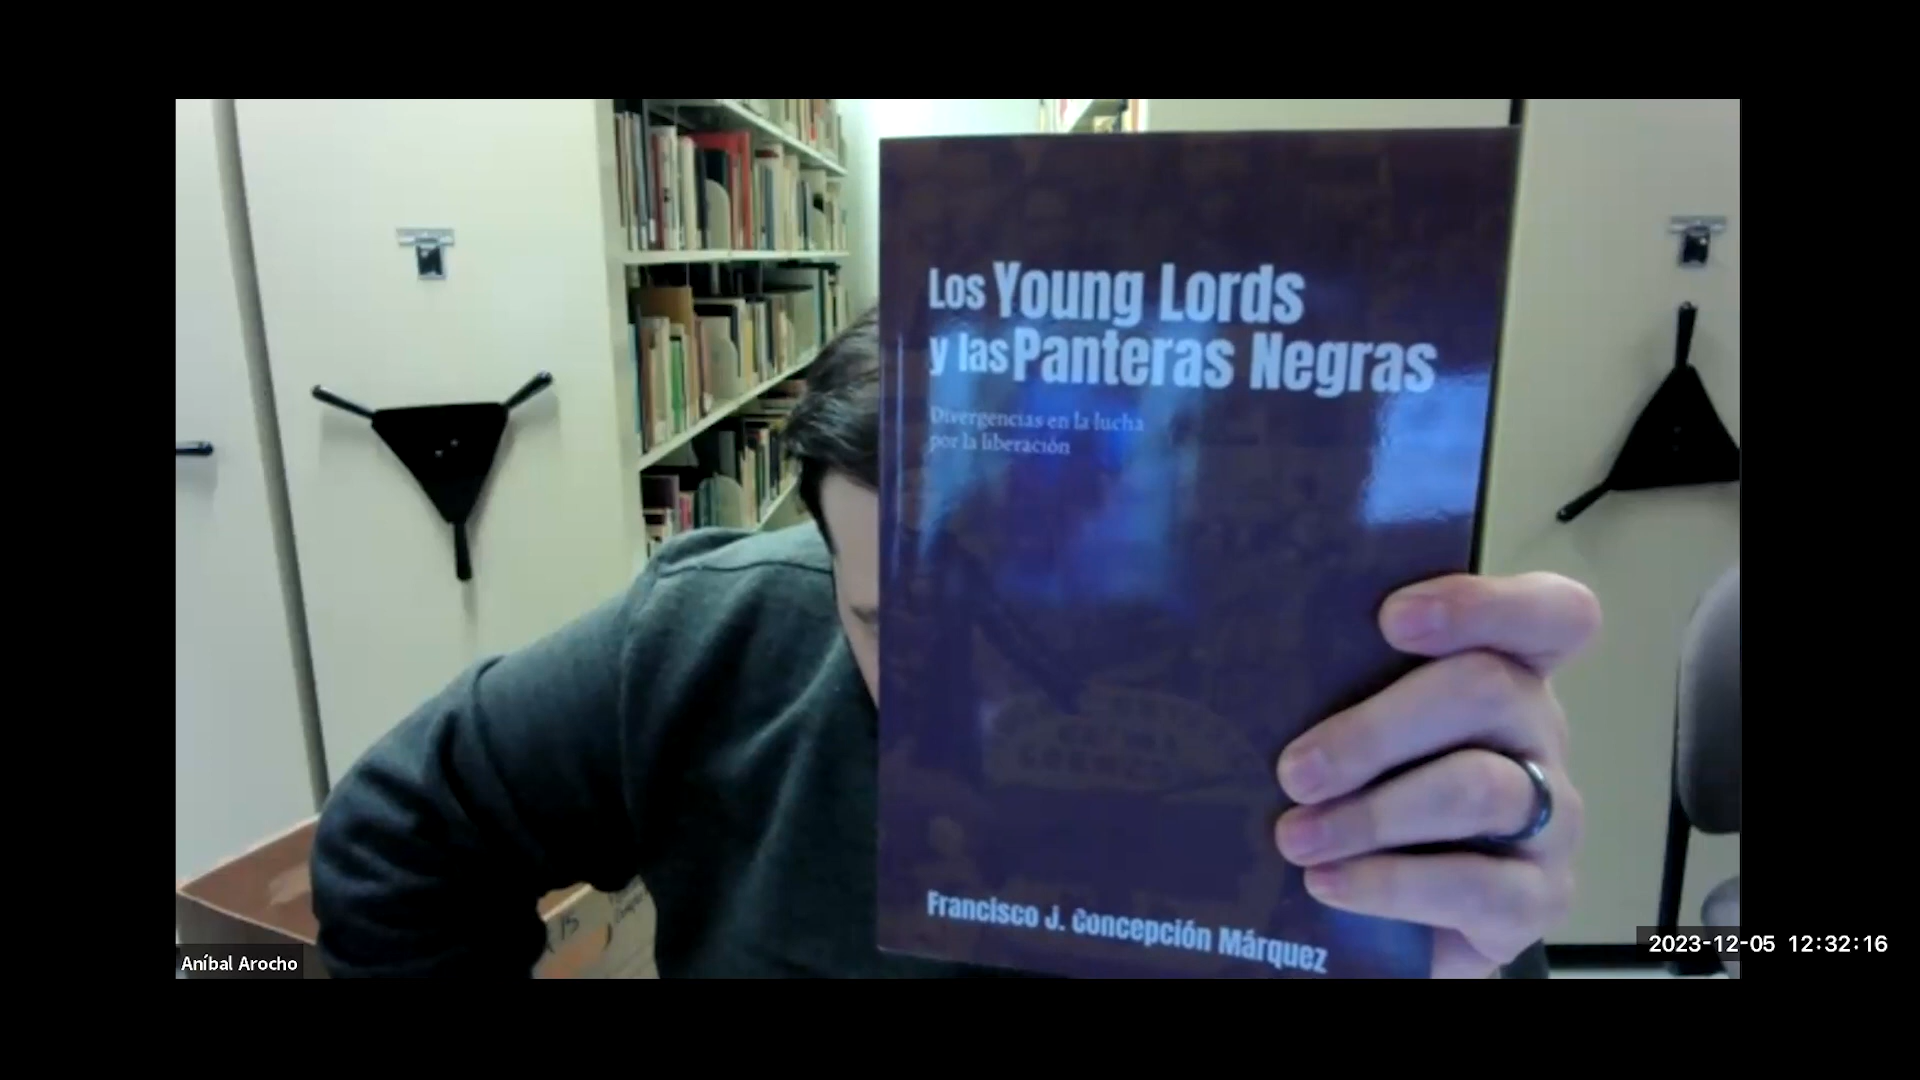 Los Young Lords
y las Panteras Negras
Divergencias en la lucha
por la liberación
Francisco J. Concepción Márquez
Aníbal Arocho
2023-12-05 12:32:16